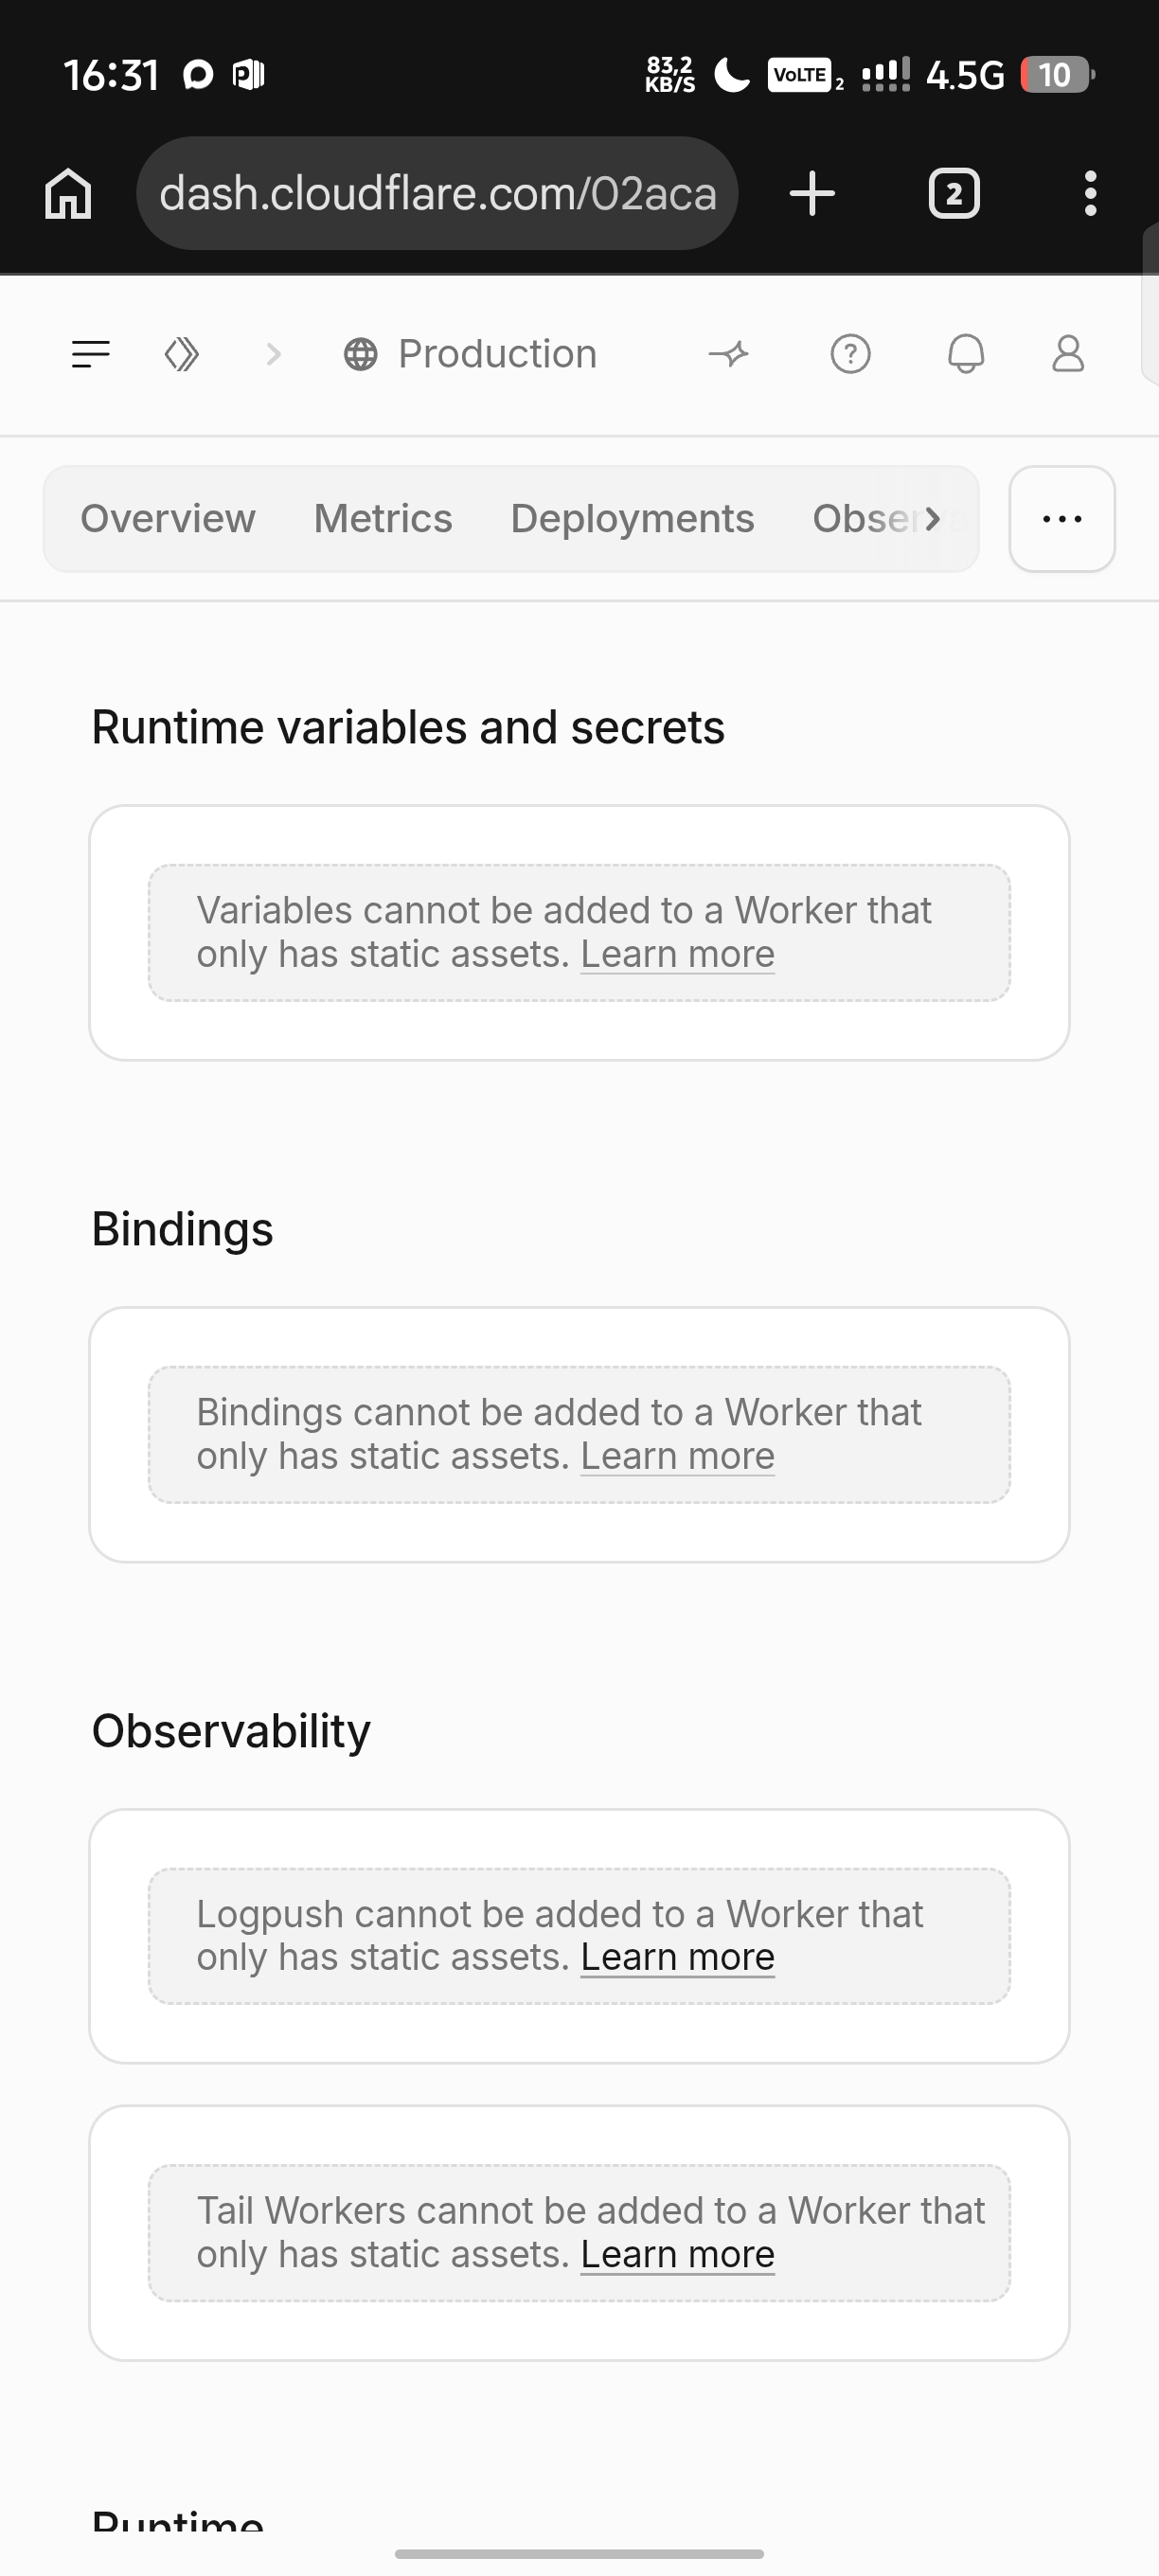 16:31
83,2
KB/S
VoLTE 2
4.5G
10
dash.cloudflare.com/02aca
2
Production
Overview Metrics Deployments
Runtime variables and secrets
Variables cannot be added to a Worker that
only has static assets. Learn more
Bindings
Bindings cannot be added to a Worker that
only has static assets. Learn more
Observability
Logpush cannot be added to a Worker that
only has static assets. Learn more
Tail Workers cannot be added to a Worker that
only has static assets. Learn more
Runtime